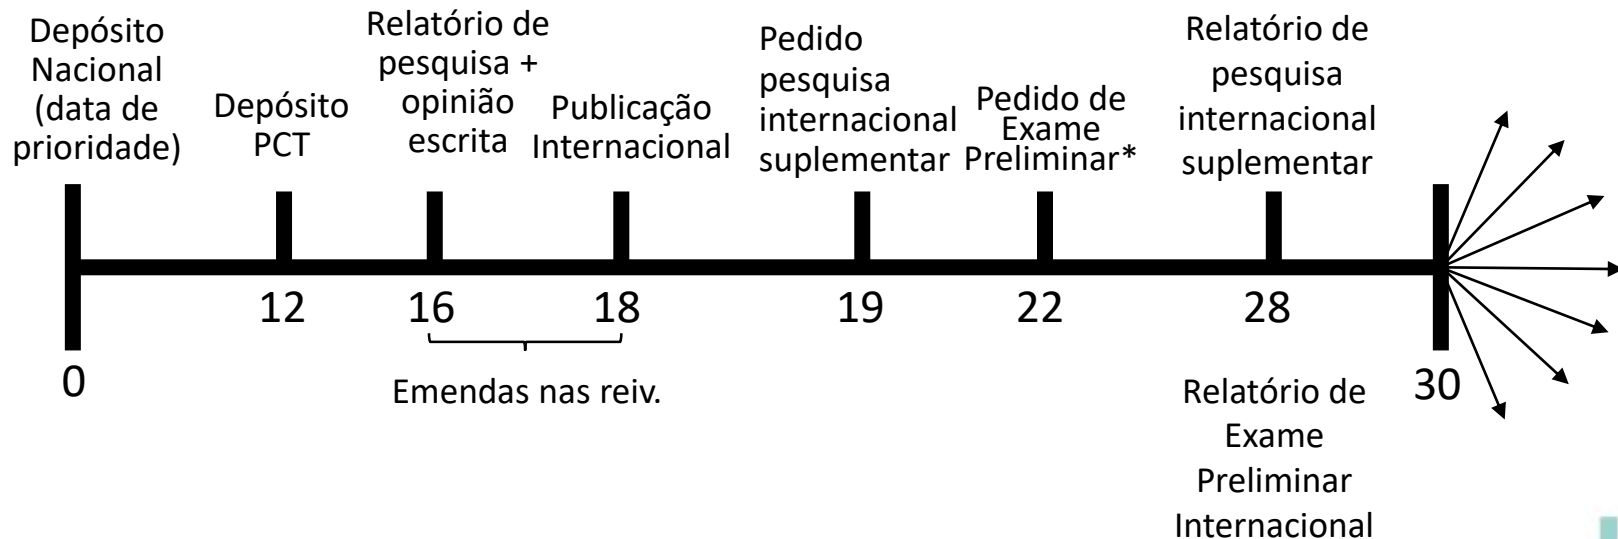 Depósito
Nacional
(data de
prioridade)
Depósito
PCT
Relatório de
pesquisa +
opinião
escrita
Publicação
Internacional
Pedido
pesquisa
internacional
suplementar
Pedido de
Exame
Preliminar*
Relatório de
pesquisa
internacional
suplementar
0
12
16
18
19
22
28
30
Emendas nas reiv.
Relatório de
Exame
Preliminar
Internacional